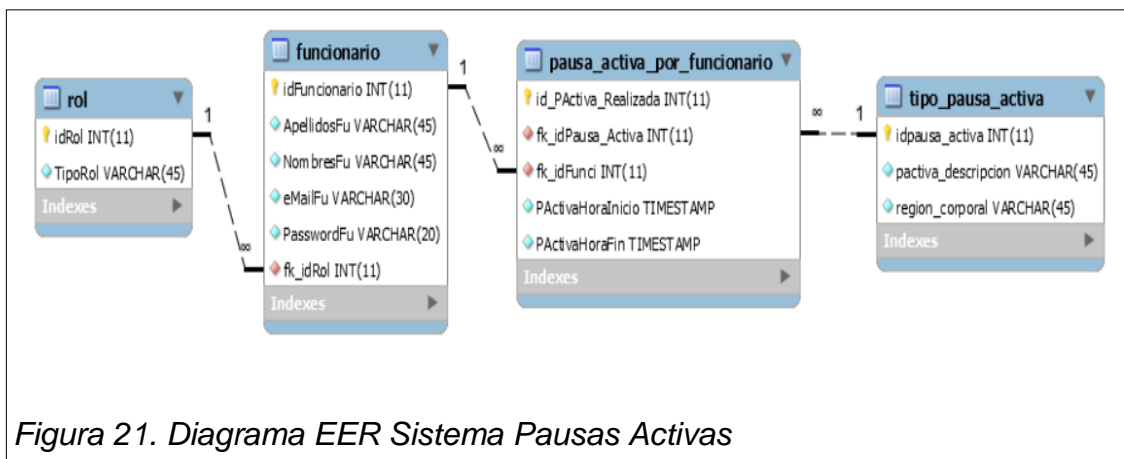 rol
idRol INT(11)
TipoRol VARCHAR(45)
Indexes
1
∞
funcionario
idFuncionario INT(11)
ApellidosFu VARCHAR(45)
NombresFu VARCHAR(45)
eMailFu VARCHAR(30)
PasswordFu VARCHAR(20)
fk_idRol INT(11)
Indexes
1
∞
pausa_activa_por_funcionario
id_PActiva_Realizada INT(11)
fk_idPausa_Activa INT(11)
fk_idFunci INT(11)
PActivaHoraInicio TIMESTAMP
PActivaHoraFin TIMESTAMP
Indexes
∞
1
tipo_pausa_activa
idpausa_activa INT(11)
pactiva_descripcion VARCHAR(45)
region_corporal VARCHAR(45)
Indexes
Figura 21. Diagrama EER Sistema Pausas Activas